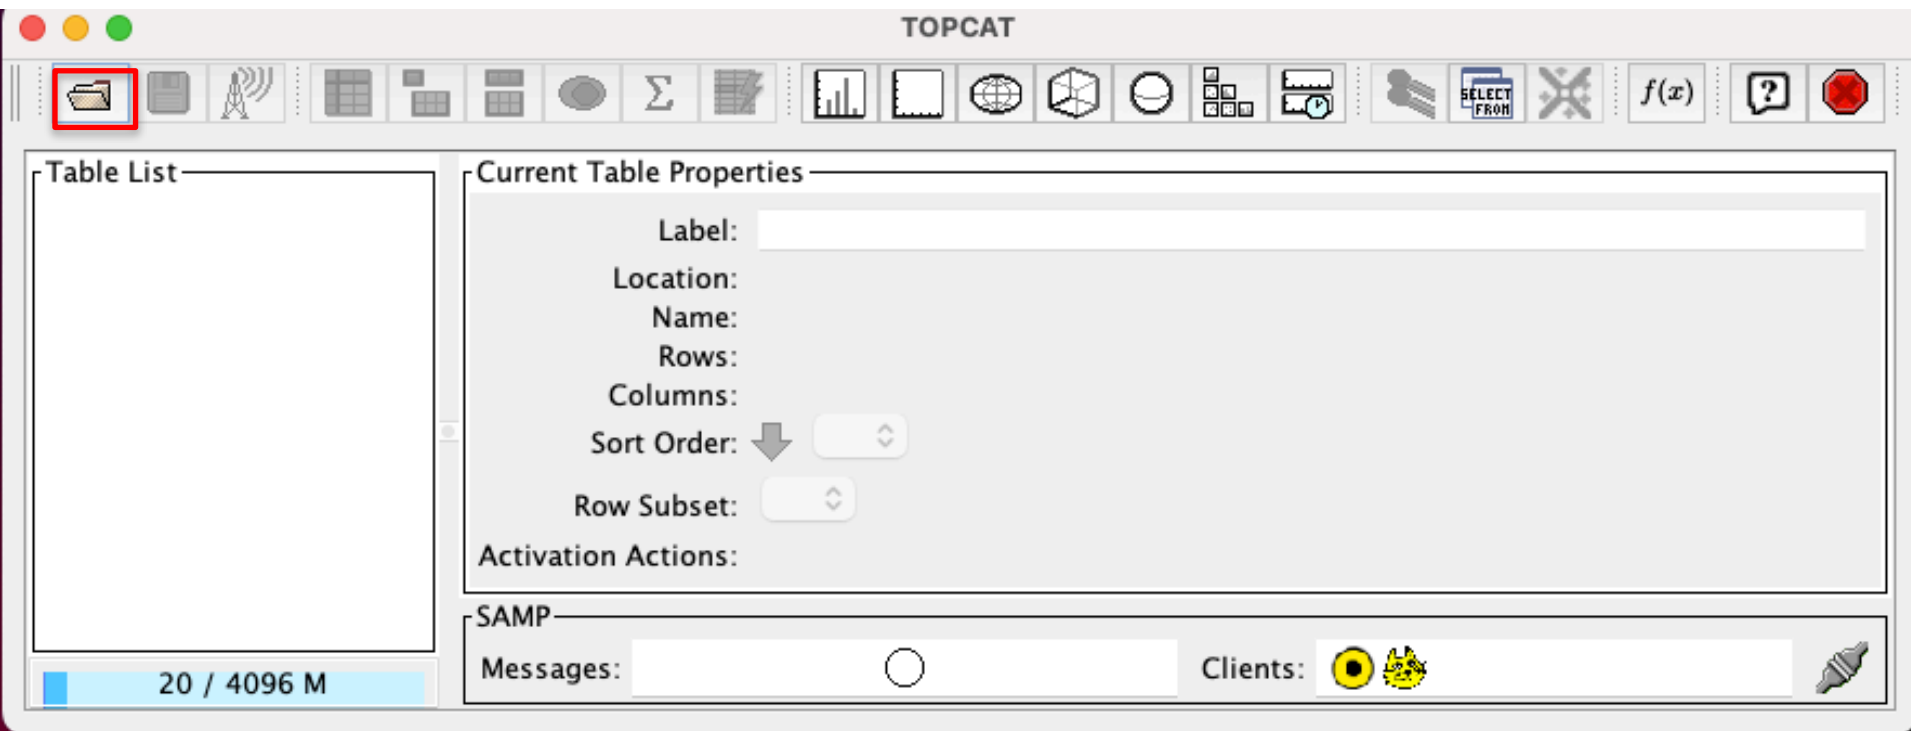 TOPCAT
Σ
SELECT
FROM
f(x)
?
Table List
Current Table Properties
Label:
Location:
Name:
Rows:
Columns:
Sort Order:
Row Subset:
Activation Actions:
SAMP
Messages:
Clients:
20 / 4096 M